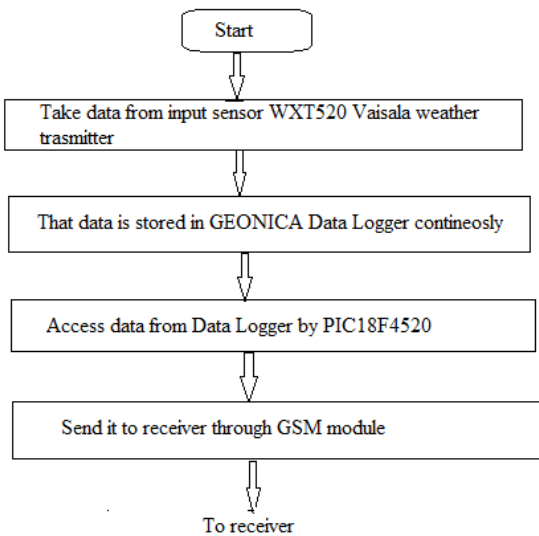 Start
Take data from input sensor WXT520 Vaisala weather
trasmitter
That data is stored in GEONICA Data Logger contineosly
Access data from Data Logger by PIC18F4520
Send it to receiver through GSM module
To receiver